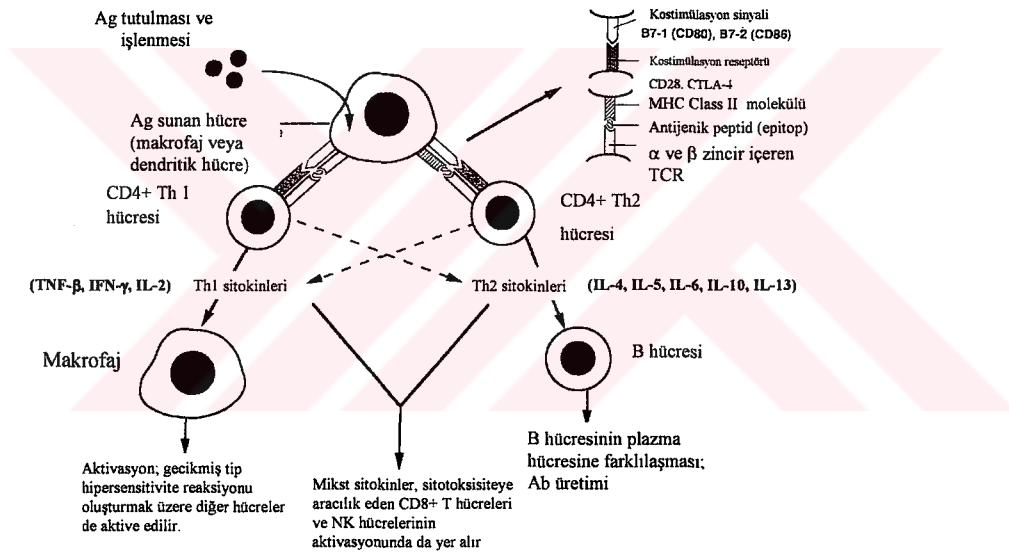 Ag tutulması ve
işlenmesi
Ag sunan hücre
(makrofaj veya
dendritik hücre)
Kostimülasyon sinyali
B7-1 (CD80), B7-2 (CD86)
Kostimülasyon reseptörü
CD28. CTLA-4
MHC Class II molekülü
Antijenik peptid (epitop)
α ve β zincir içeren
TCR
CD4+ Th 1
hücresi
CD4+ Th2
hücresi
(TNF-β, IFN-γ, IL-2) Th1 sitokinleri
Th2 sitokinleri (IL-4, IL-5, IL-6, IL-10, IL-13)
Makrofaj
B hücresi
Aktivasyon; gecikmiş tip
hipersensitivite reaksiyonu
oluşturmak üzere diğer hücreler
de aktive edilir.
Mikst sitokinler, sitotoksisiteye
aracılık eden CD8+ T hücreleri
ve NK hücrelerinin
aktivasyonunda da yer alır
B hücresinin plazma
hücresine farklılaşması;
Ab üretimi